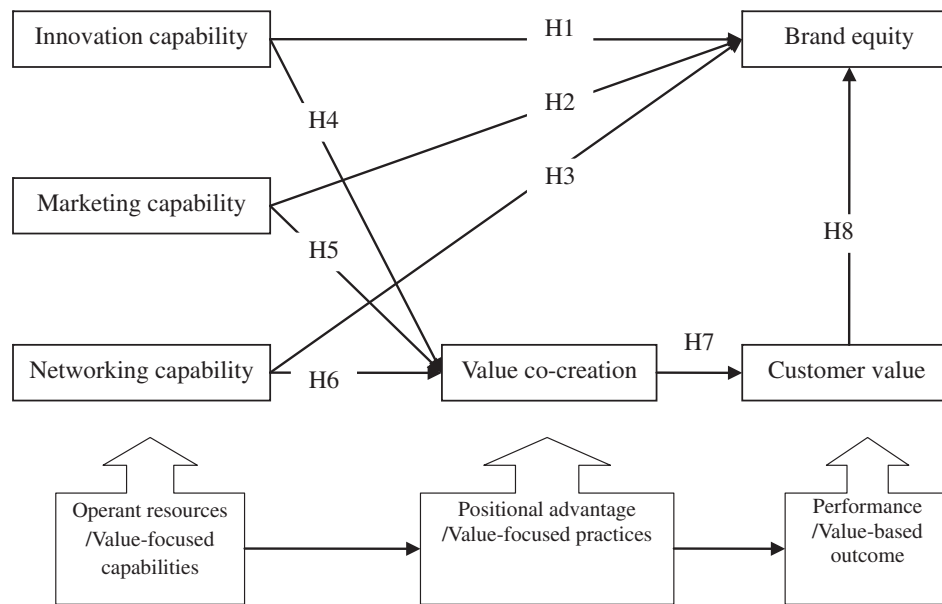 Innovation capability
H1
Brand equity
H2
H4
H3
Marketing capability
H5
H8
Networking capability
H6
Value co-creation
H7
Customer value
Operant resources
/Value-focused
capabilities
Positional advantage
/Value-focused practices
Performance
/Value-based
outcome